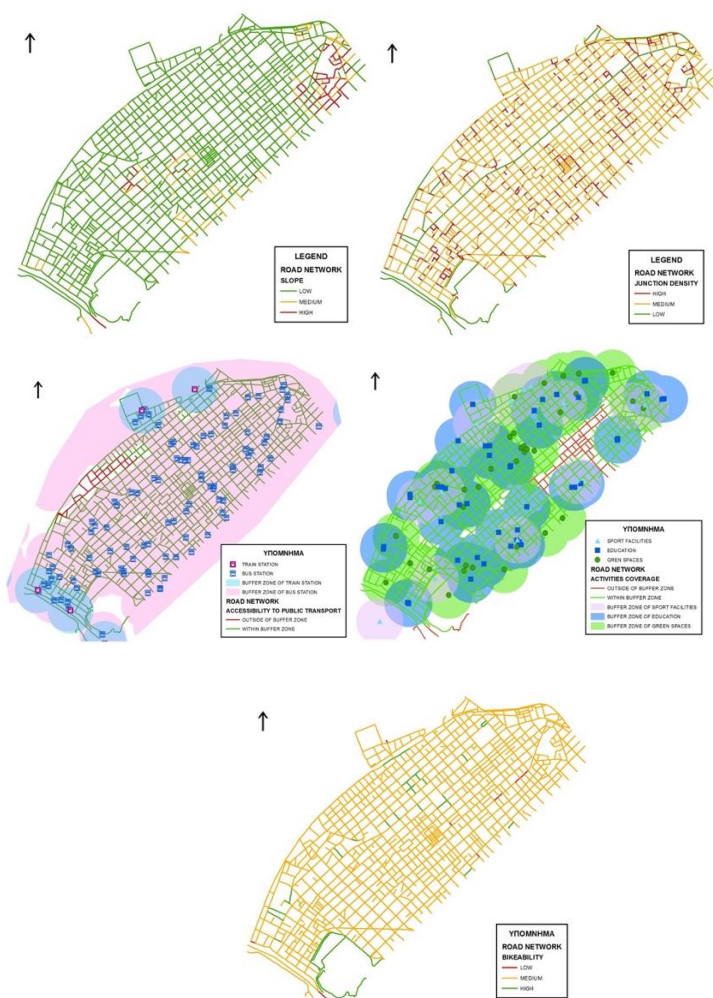 LEGEND
ROAD NETWORK
SLOPE
LOW
MEDIUM
HIGH
LEGEND
ROAD NETWORK
JUNCTION DENSITY
HIGH
MEDIUM
LOW
ΥΠΟΜΝΗΜΑ
TRAIN STATION
BUS STATION
BUFFER ZONE OF TRAIN STATION
BUFFER ZONE OF BUS STATION
ROAD NETWORK
ACCESSIBILITY TO PUBLIC TRANSPORT
OUTSIDE OF BUFFER ZONE
WITHIN BUFFER ZONE
ΥΠΟΜΝΗΜΑ
SPORT FACILITIES
EDUCATION
GREN SPACES
ROAD NETWORK
ACTIVITIES COVERAGE
OUTSIDE OF BUFFER ZONE
WITHIN BUFFER ZONE
BUFFER ZONE OF SPORT FACILITIES
BUFFER ZONE OF EDUCATION
BUFFER ZONE OF GREEN SPACES
ΥΠΟΜΝΗΜΑ
ROAD NETWORK
BIKEABILITY
LOW
MEDIUM
HIGH